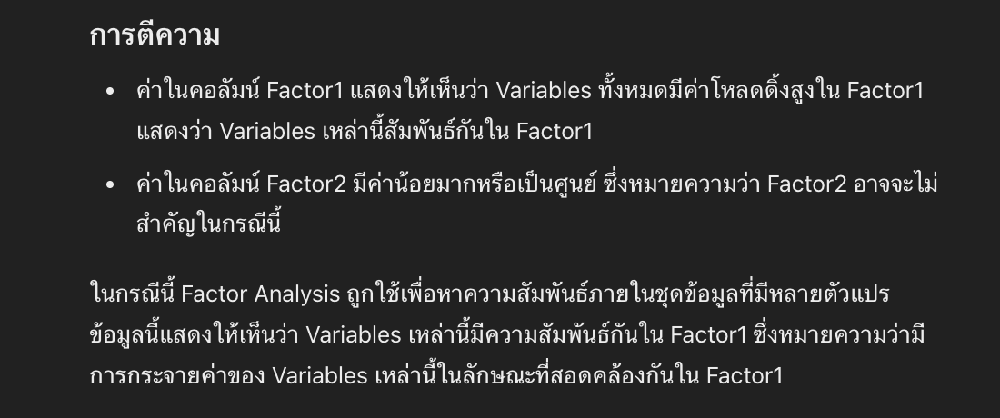 การตีความ
• ค่าในคอลัมน์ Factor1 แสดงให้เห็นว่า Variables ทั้งหมดมีค่าโหลดดิ้งสูงใน Factor1
แสดงว่า Variables เหล่านี้สัมพันธ์กันใน Factor1
• ค่าในคอลัมน์ Factor2 มีค่าน้อยมากหรือเป็นศูนย์ ซึ่งหมายความว่า Factor2 อาจจะไม่
สำคัญในกรณีนี้
ในกรณีนี้ Factor Analysis ถูกใช้เพื่อหาความสัมพันธ์ภายในชุดข้อมูลที่มีหลายตัวแปร
ข้อมูลนี้แสดงให้เห็นว่า Variables เหล่านี้มีความสัมพันธ์กันใน Factor1 ซึ่งหมายความว่ามี
การกระจายค่าของ Variables เหล่านี้ในลักษณะที่สอดคล้องกันใน Factor1